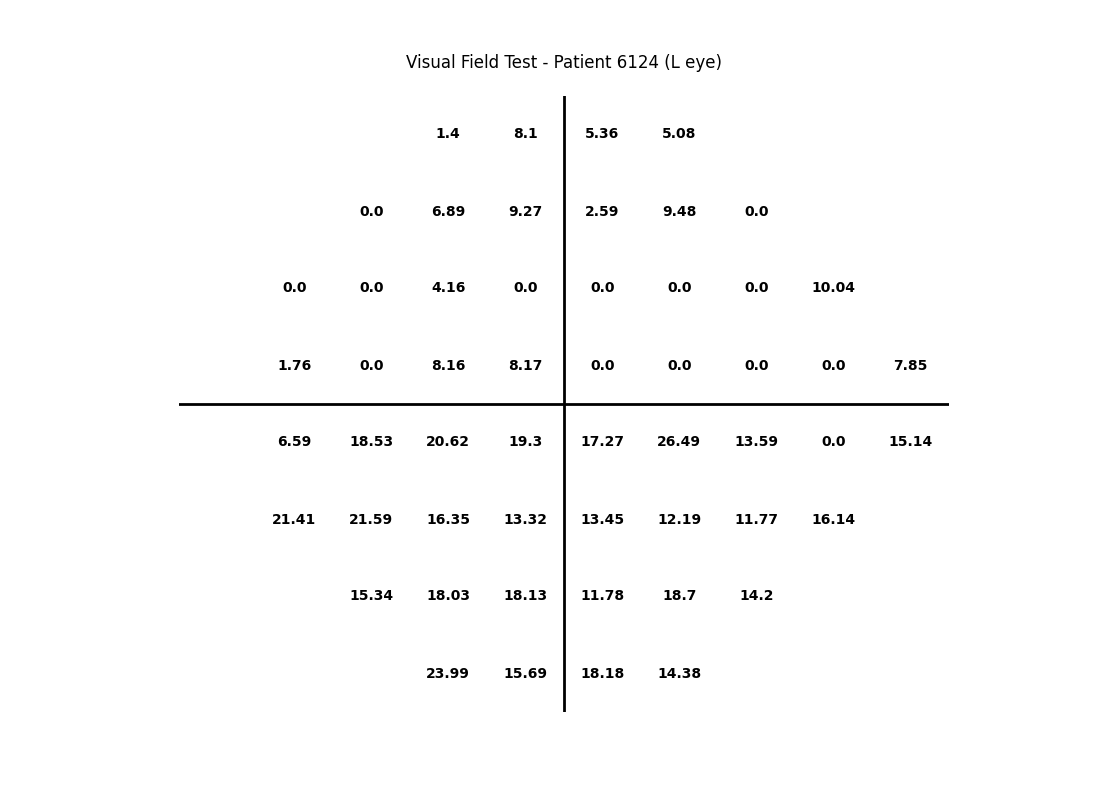 Visual Field Test - Patient 6124 (L eye)
1.4 8.1 5.36 5.08
0.0 6.89 9.27 2.59 9.48 0.0
0.0 0.0 4.16 0.0 0.0 0.0 0.0 10.04
1.76 0.0 8.16 8.17 0.0 0.0 0.0 0.0 7.85
6.59 18.53 20.62 19.3 17.27 26.49 13.59 0.0 15.14
21.41 21.59 16.35 13.32 13.45 12.19 11.77 16.14
15.34 18.03 18.13 11.78 18.7 14.2
23.99 15.69 18.18 14.38